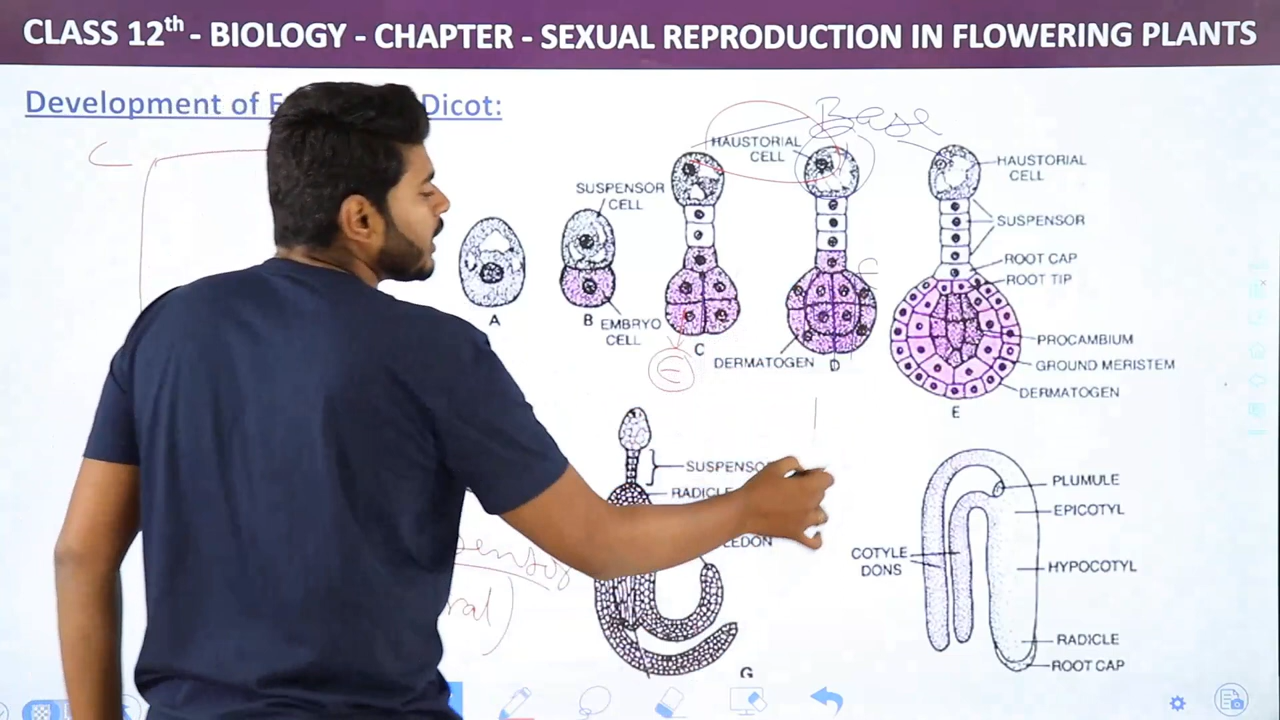 CLASS 12th - BIOLOGY - CHAPTER - SEXUAL REPRODUCTION IN FLOWERING PLANTS
Development of
Dicot:
Base
HAUSTORIAL
CELL
HAUSTORIAL
CELL
SUSPENSOR
CELL
SUSPENSOR
ROOT CAP
ROOT TIP
A
B
EMBRYO
CELL
C
DERMATOGEN
D
PROCAMBIUM
GROUND MERISTEM
DERMATOGEN
E
RADICLE
PLUMULE
EPICOTYL
COTYLE
DONS
HYPOCOTYL
RADICLE
ROOT CAP
G